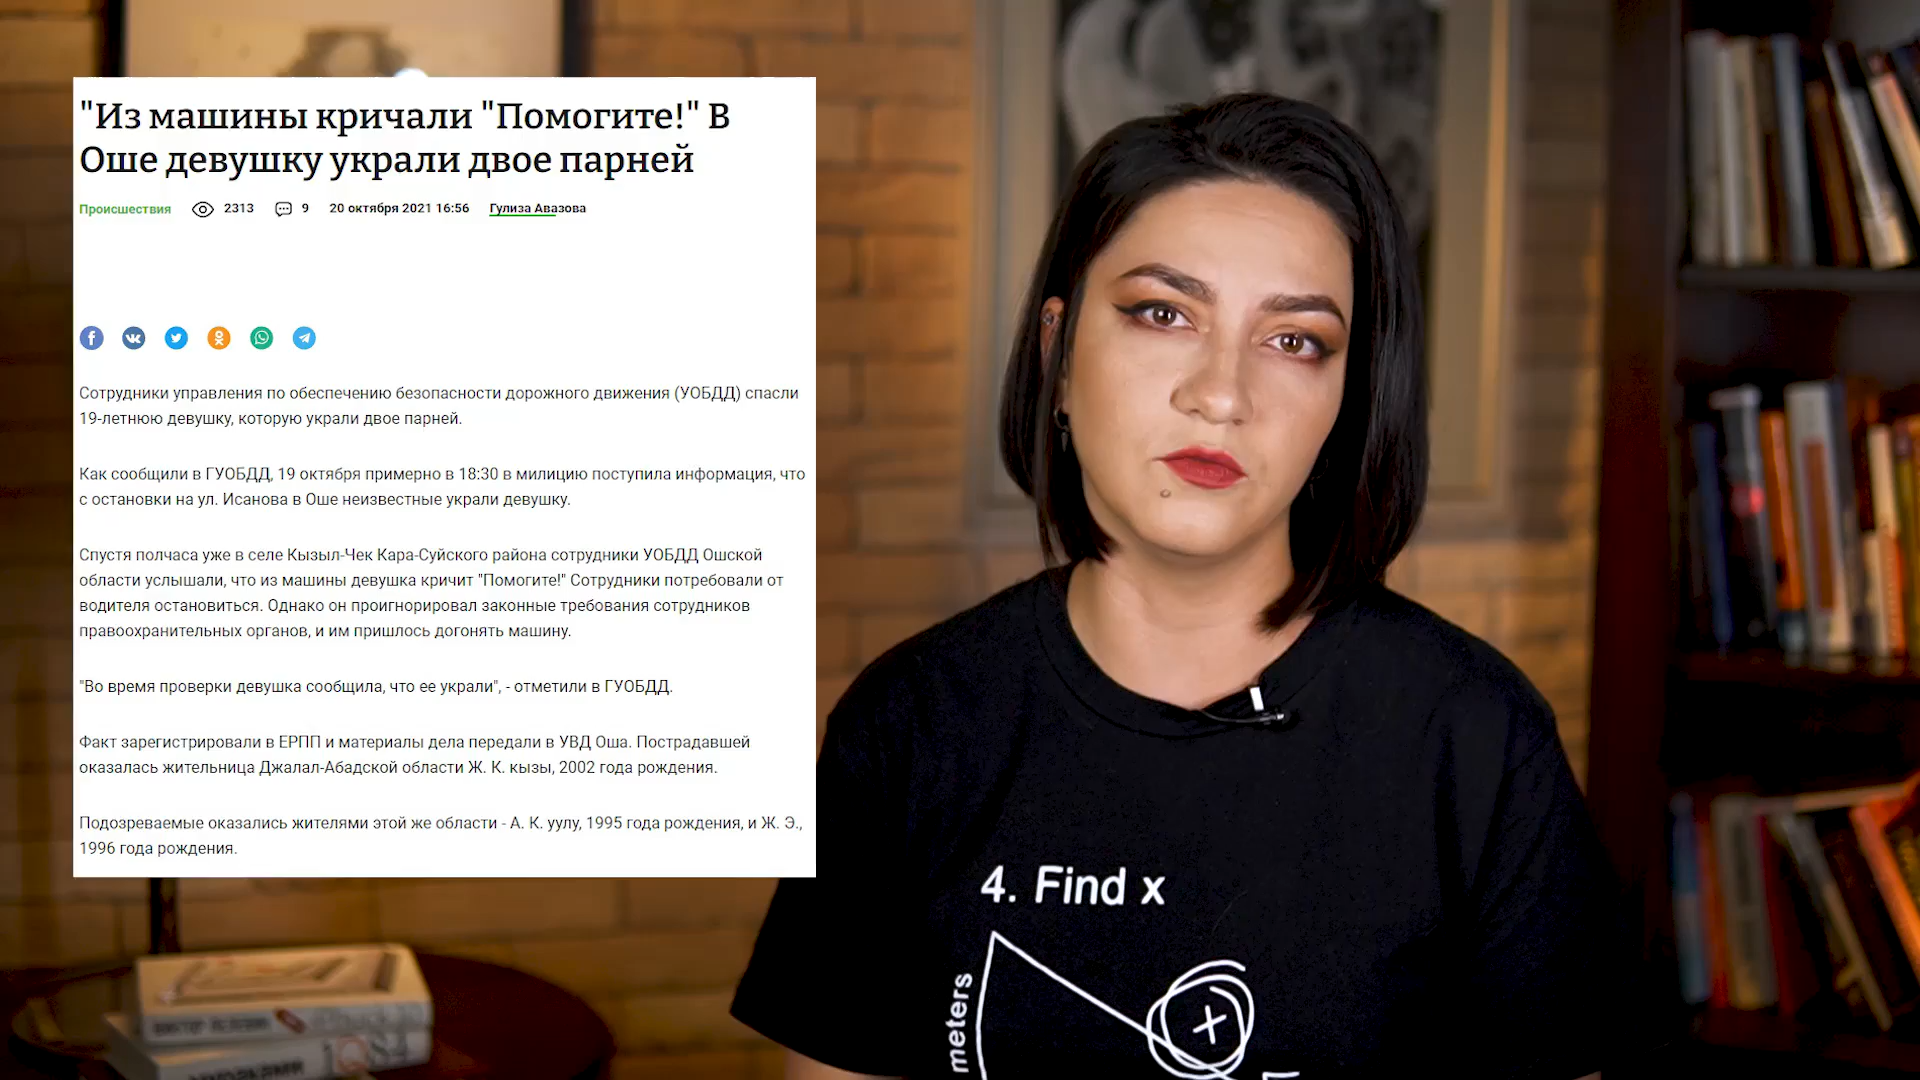 "Из машины кричали "Помогите!" В
Оше девушку украли двое парней
Происшествия 2313 9 20 октября 2021 16:56 Гулиза Авазова
Сотрудники управления по обеспечению безопасности дорожного движения (УОБДД) спасли
19-летнюю девушку, которую украли двое парней.
Как сообщили в ГУОБДД, 19 октября примерно в 18:30 в милицию поступила информация, что
с остановки на ул. Исанова в Оше неизвестные украли девушку.
Спустя полчаса уже в селе Кызыл-Чек Кара-Суйского района сотрудники УОБДД Ошской
области услышали, что из машины девушка кричит "Помогите!" Сотрудники потребовали от
водителя остановиться. Однако он проигнорировал законные требования сотрудников
правоохранительных органов, и им пришлось догонять машину.
"Во время проверки девушка сообщила, что ее украли", - отметили в ГУОБДД.
Факт зарегистрировали в ЕРПП и материалы дела передали в УВД Оша. Пострадавшей
оказалась жительница Джалал-Абадской области Ж. К. кызы, 2002 года рождения.
Подозреваемые оказались жителями этой же области - А. К. уулу, 1995 года рождения, и Ж. Э.,
1996 года рождения.
4. Find x
meters
x
1Q84